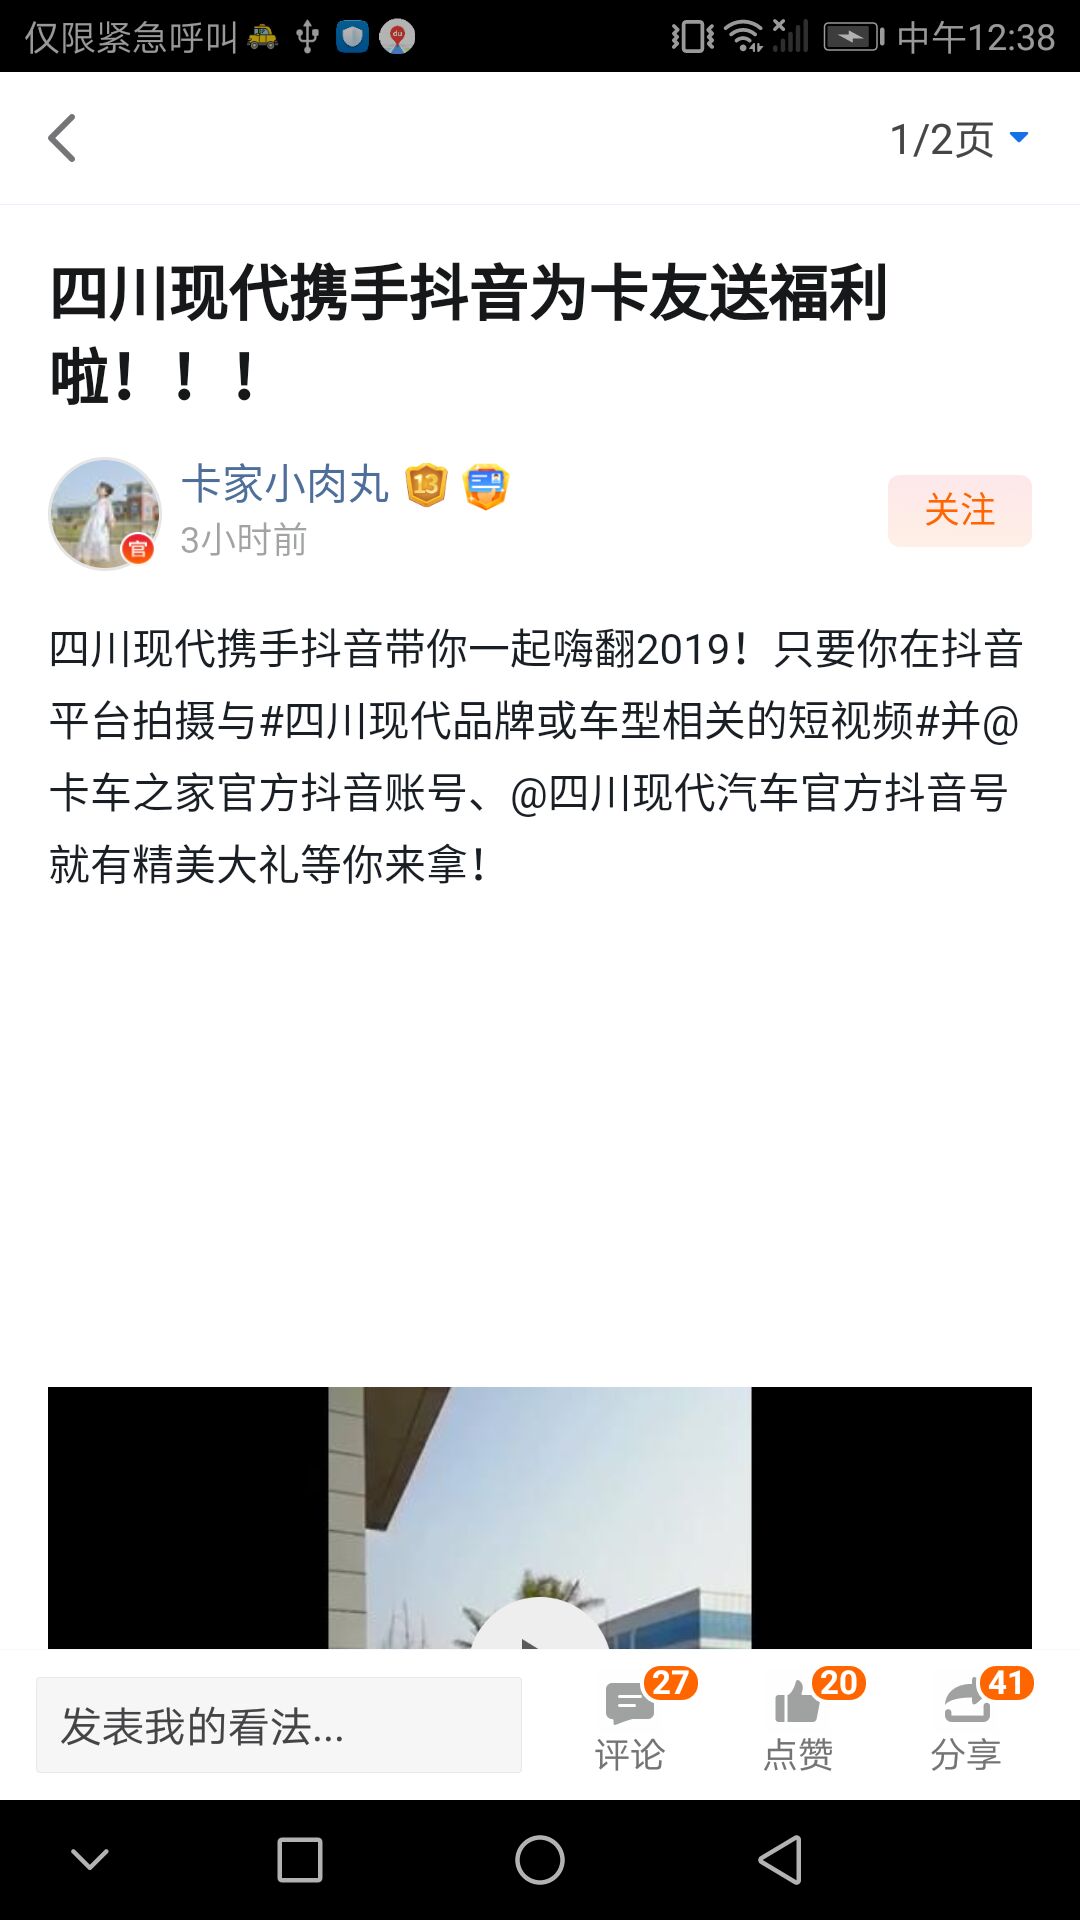 仅限紧急呼叫 中午12:38
1/2页
四川现代携手抖音为卡友送福利
啦！！！
卡家小肉丸 13
官
3小时前
关注
四川现代携手抖音带你一起嗨翻2019！只要你在抖音
平台拍摄与#四川现代品牌或车型相关的短视频#并@
卡车之家官方抖音账号、@四川现代汽车官方抖音号
就有精美大礼等你来拿！
发表我的看法...
27 20 41
评论 点赞 分享